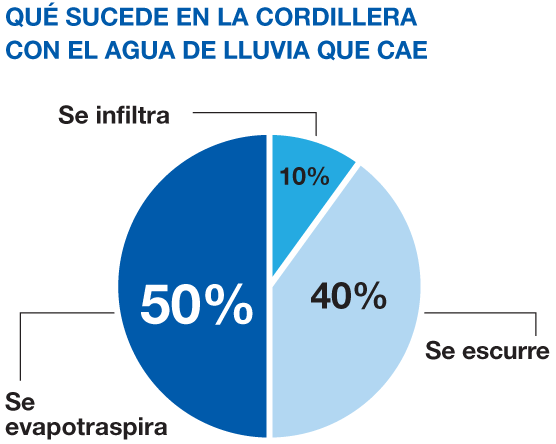 QUÉ SUCEDE EN LA CORDILLERA
CON EL AGUA DE LLUVIA QUE CAE
Se infiltra
10%
50%
40%
Se escurre
Se
evapotraspira